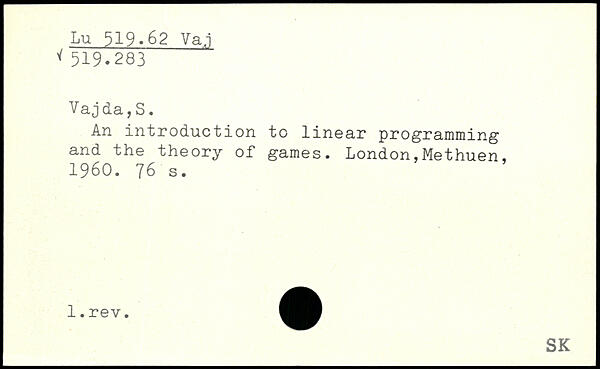 Lu 519.62 Vaj
√ 519.283
Vajda,S.
An introduction to linear programming
and the theory of games. London,Methuen,
1960. 76 s.
1.rev.
SK